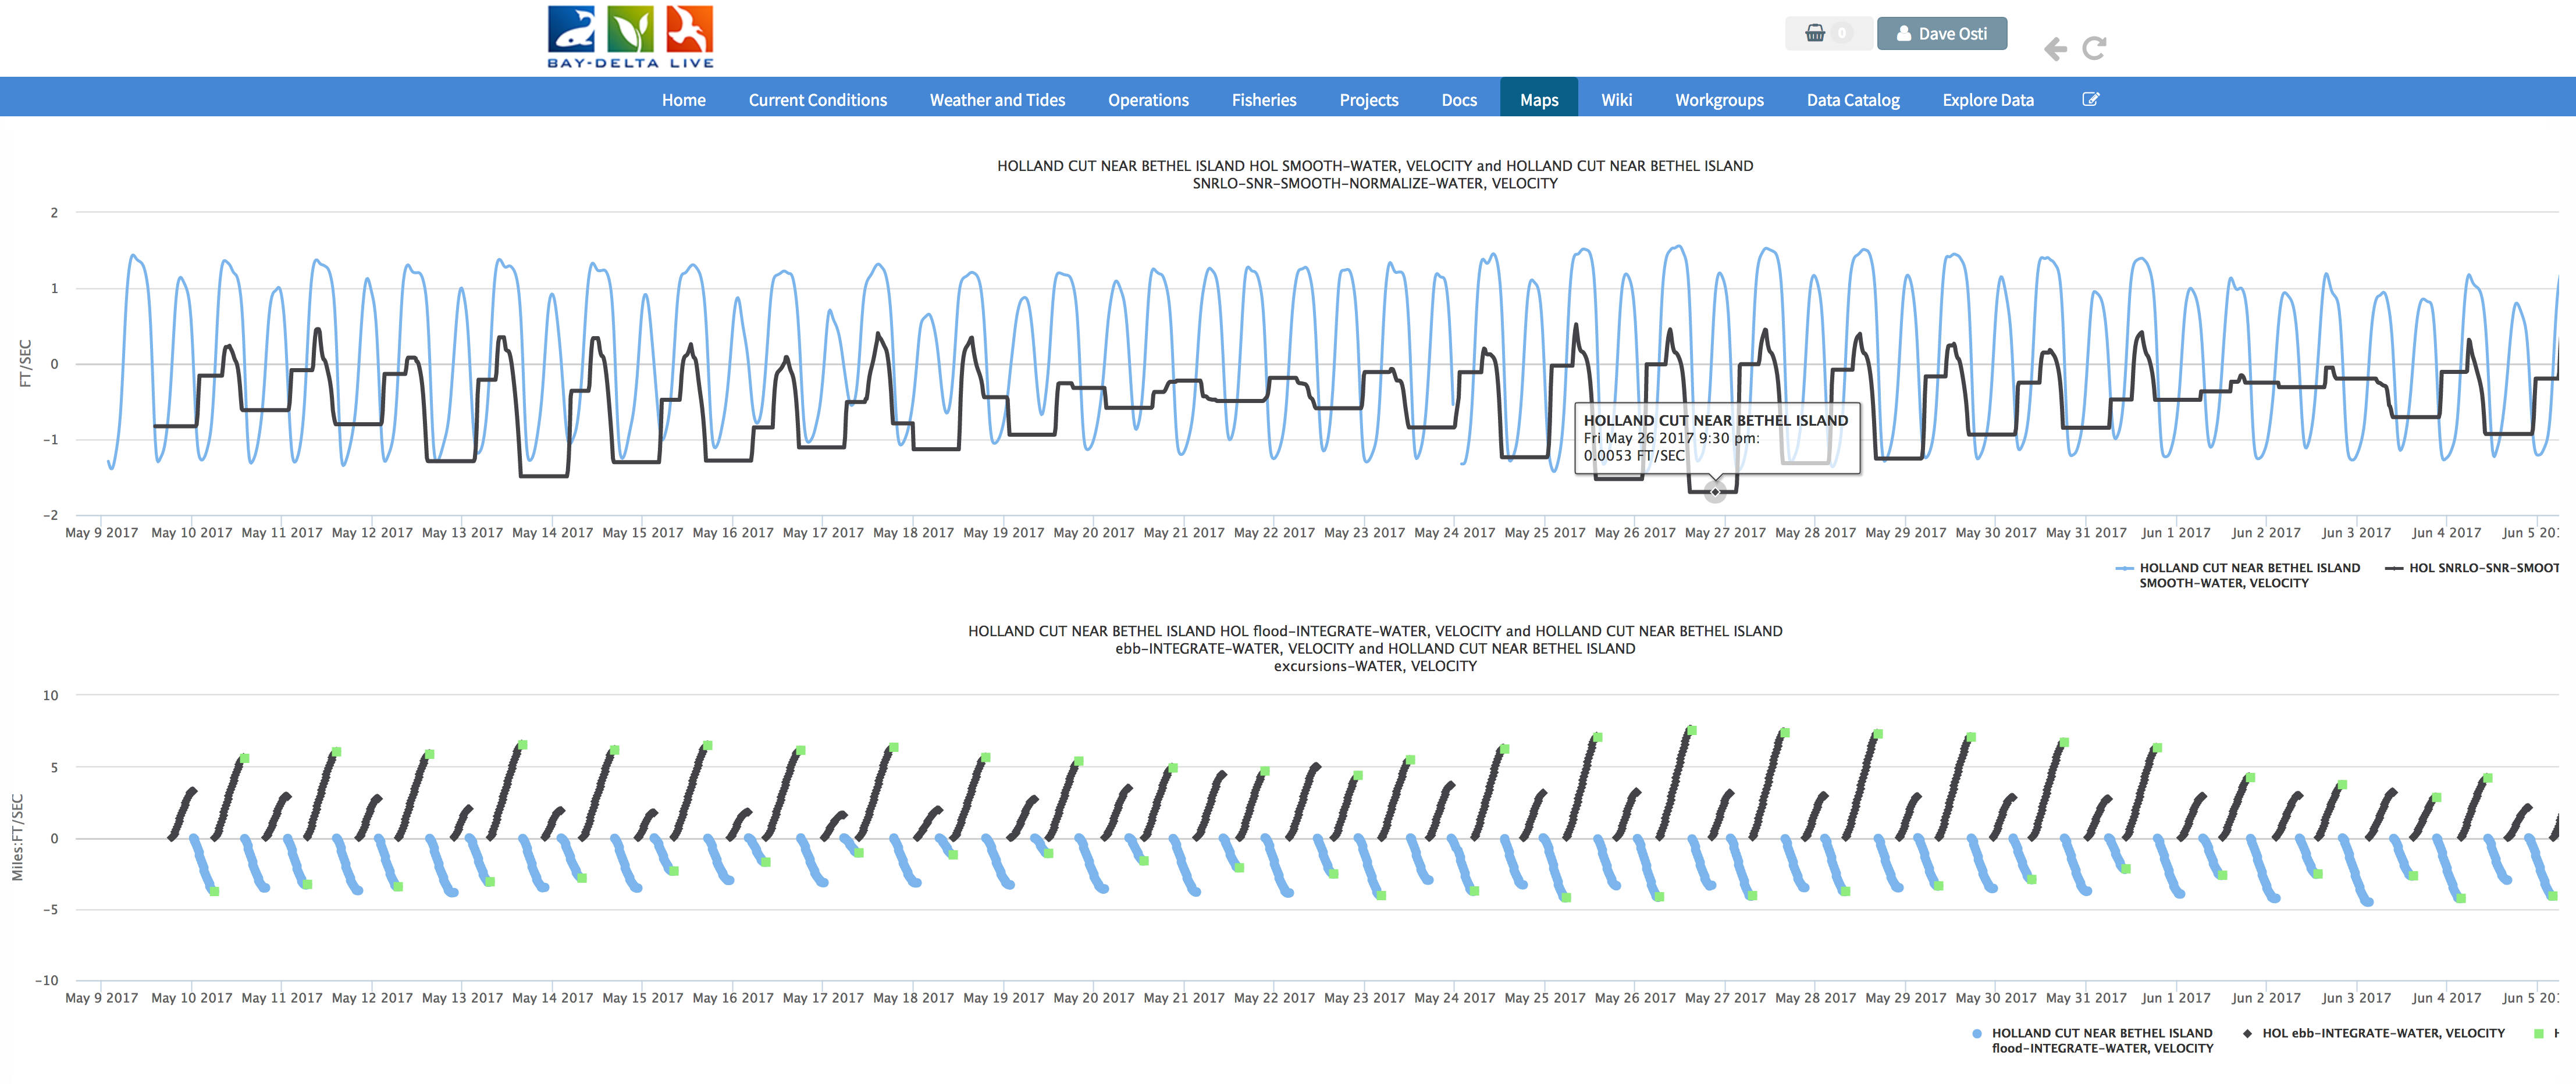 BAY-DELTA LIVE
0
Dave Osti
Home Current Conditions Weather and Tides Operations Fisheries Projects Docs Maps Wiki Workgroups Data Catalog Explore Data
HOLLAND CUT NEAR BETHEL ISLAND HOL SMOOTH-WATER, VELOCITY and HOLLAND CUT NEAR BETHEL ISLAND
SNRLO-SNR-SMOOTH-NORMALIZE-WATER, VELOCITY
FT/SEC
2
1
0
-1
-2
HOLLAND CUT NEAR BETHEL ISLAND
Fri May 26 2017 9:30 pm:
0.0053 FT/SEC
May 9 2017 May 10 2017 May 11 2017 May 12 2017 May 13 2017 May 14 2017 May 15 2017 May 16 2017 May 17 2017 May 18 2017 May 19 2017 May 20 2017 May 21 2017 May 22 2017 May 23 2017 May 24 2017 May 25 2017 May 26 2017 May 27 2017 May 28 2017 May 29 2017 May 30 2017 May 31 2017 Jun 1 2017 Jun 2 2017 Jun 3 2017 Jun 4 2017 Jun 5 201
HOLLAND CUT NEAR BETHEL ISLAND
SMOOTH-WATER, VELOCITY
HOL SNRLO-SNR-SMOOT
HOLLAND CUT NEAR BETHEL ISLAND HOL flood-INTEGRATE-WATER, VELOCITY and HOLLAND CUT NEAR BETHEL ISLAND
ebb-INTEGRATE-WATER, VELOCITY and HOLLAND CUT NEAR BETHEL ISLAND
excursions-WATER, VELOCITY
Miles:FT/SEC
10
5
0
-5
-10
May 9 2017 May 10 2017 May 11 2017 May 12 2017 May 13 2017 May 14 2017 May 15 2017 May 16 2017 May 17 2017 May 18 2017 May 19 2017 May 20 2017 May 21 2017 May 22 2017 May 23 2017 May 24 2017 May 25 2017 May 26 2017 May 27 2017 May 28 2017 May 29 2017 May 30 2017 May 31 2017 Jun 1 2017 Jun 2 2017 Jun 3 2017 Jun 4 2017 Jun 5 201
HOLLAND CUT NEAR BETHEL ISLAND
flood-INTEGRATE-WATER, VELOCITY
HOL ebb-INTEGRATE-WATER, VELOCITY